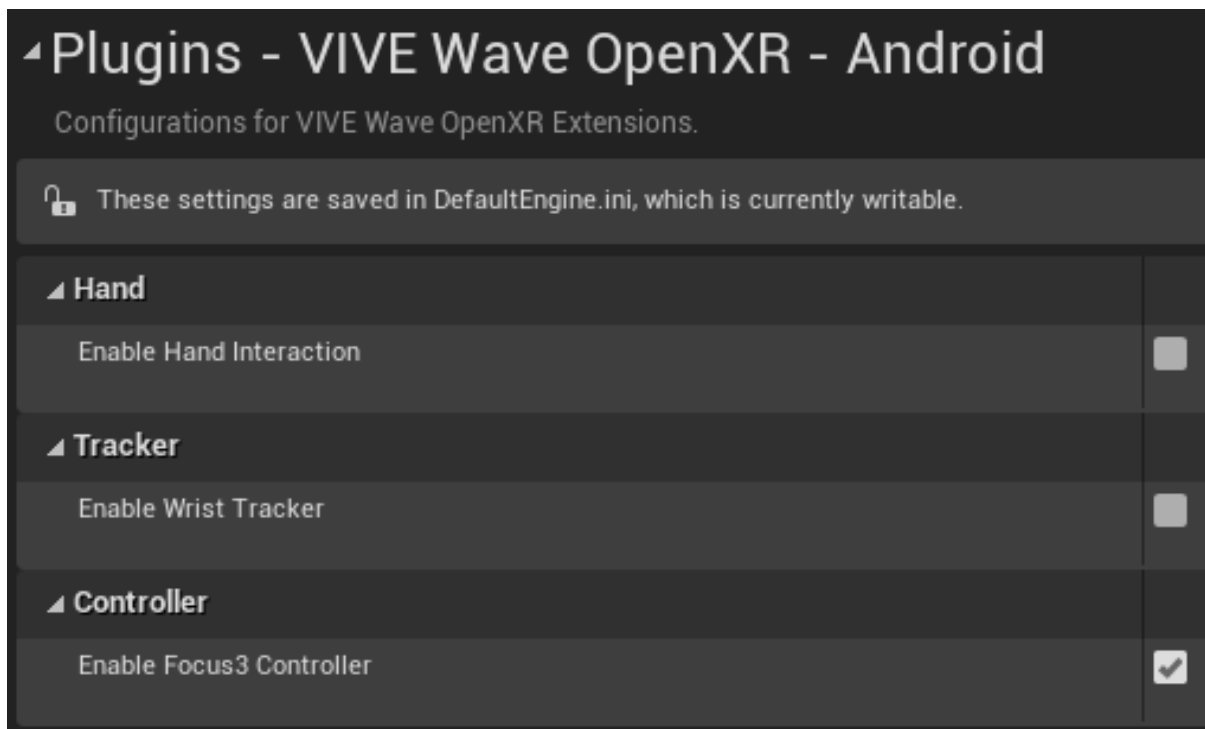 Plugins - VIVE Wave OpenXR - Android
Configurations for VIVE Wave OpenXR Extensions.
These settings are saved in DefaultEngine.ini, which is currently writable.
Hand
Enable Hand Interaction
Tracker
Enable Wrist Tracker
Controller
Enable Focus3 Controller